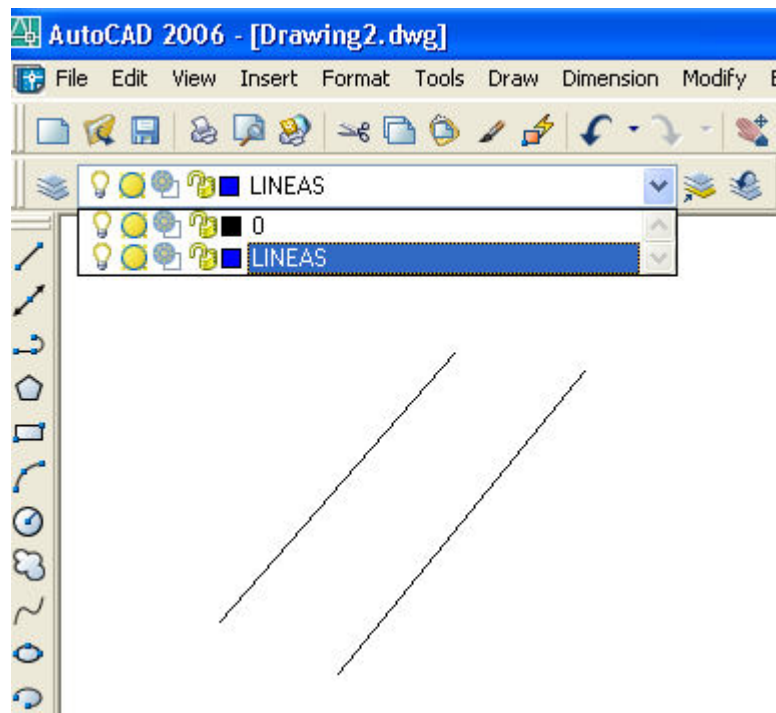 AutoCAD 2006 - [Drawing2.dwg]
File Edit View Insert Format Tools Draw Dimension Modify
LINEAS
0
LINEAS